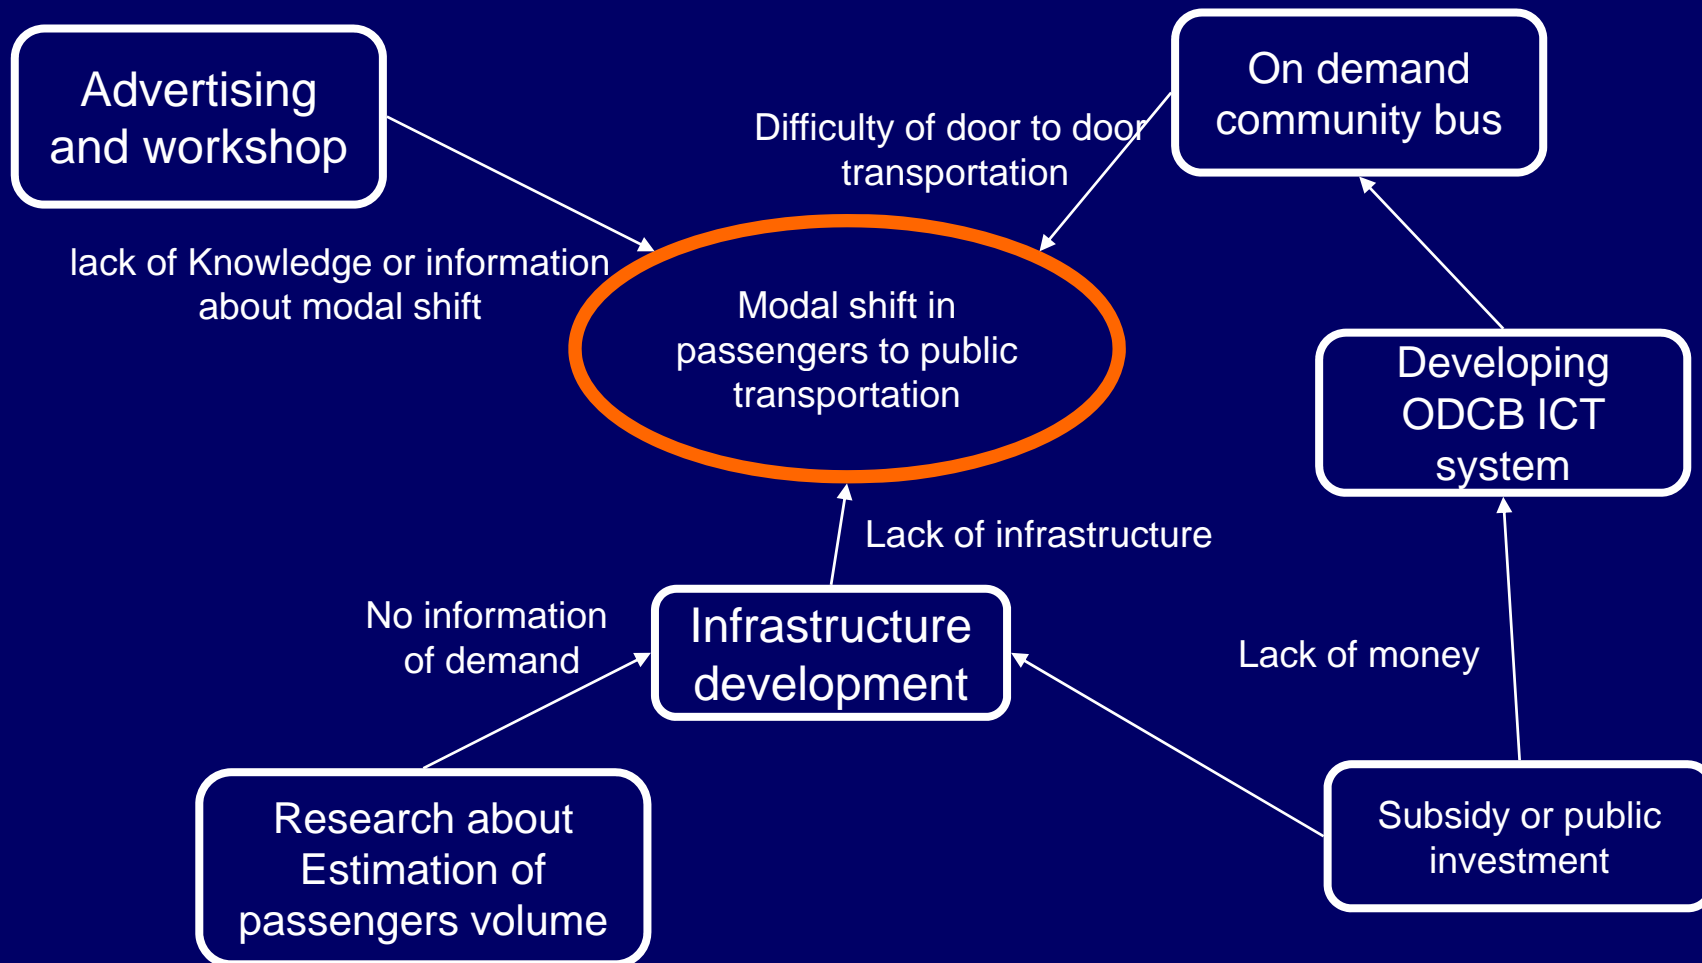 Advertising
and workshop
On demand
community bus
Difficulty of door to door
transportation
lack of Knowledge or information
about modal shift
Modal shift in
passengers to public
transportation
Developing
ODCB ICT
system
Lack of infrastructure
No information
of demand
Infrastructure
development
Lack of money
Research about
Estimation of
passengers volume
Subsidy or public
investment